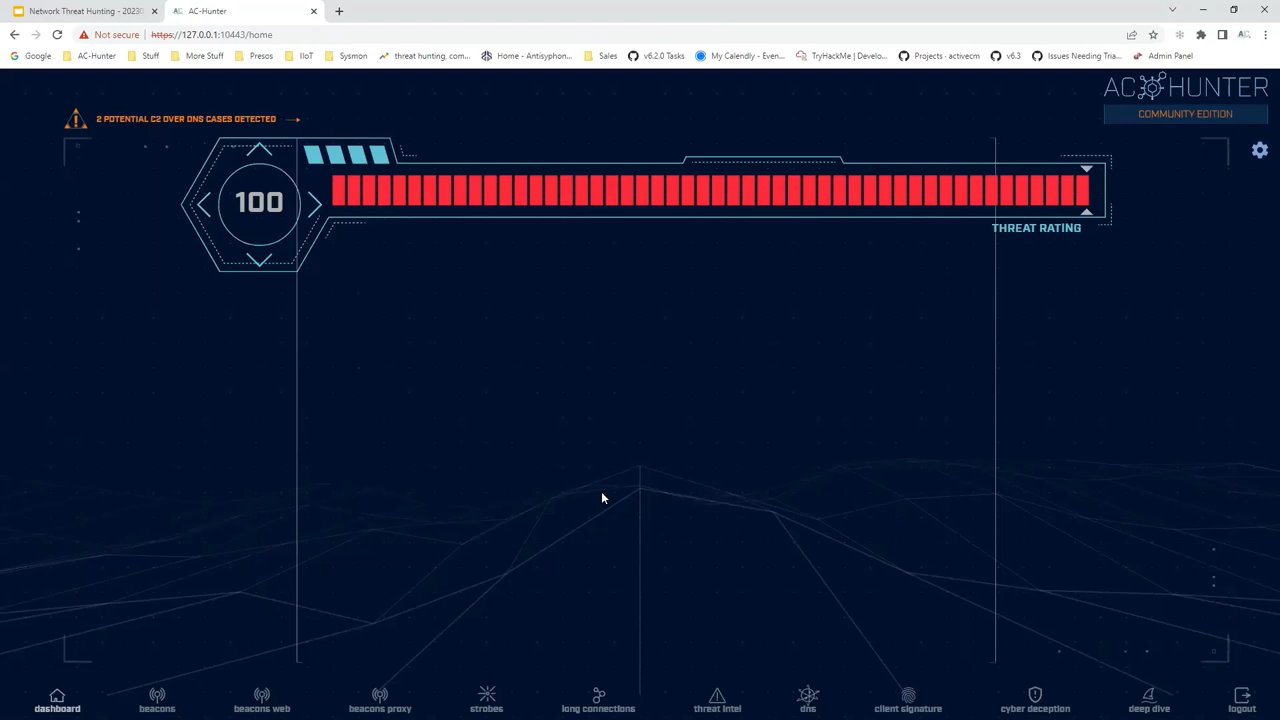 Network Threat Hunting - 20230
AC-Hunter
Not secure
https://127.0.0.1:10443/home
Google
AC-Hunter
Stuff
More Stuff
Presos
IIoT
Sysmon
threat hunting, com...
Home - Antisyphon...
Sales
v6.2.0 Tasks
My Calendly - Even...
TryHackMe | Develo...
Projects · activecm
v6.3
Issues Needing Tria...
Admin Panel
AC HUNTER
COMMUNITY EDITION
2 POTENTIAL C2 OVER DNS CASES DETECTED
100
THREAT RATING
dashboard
beacons
beacons web
beacons proxy
strobes
long connections
threat intel
dns
client signature
cyber deception
deep dive
logout